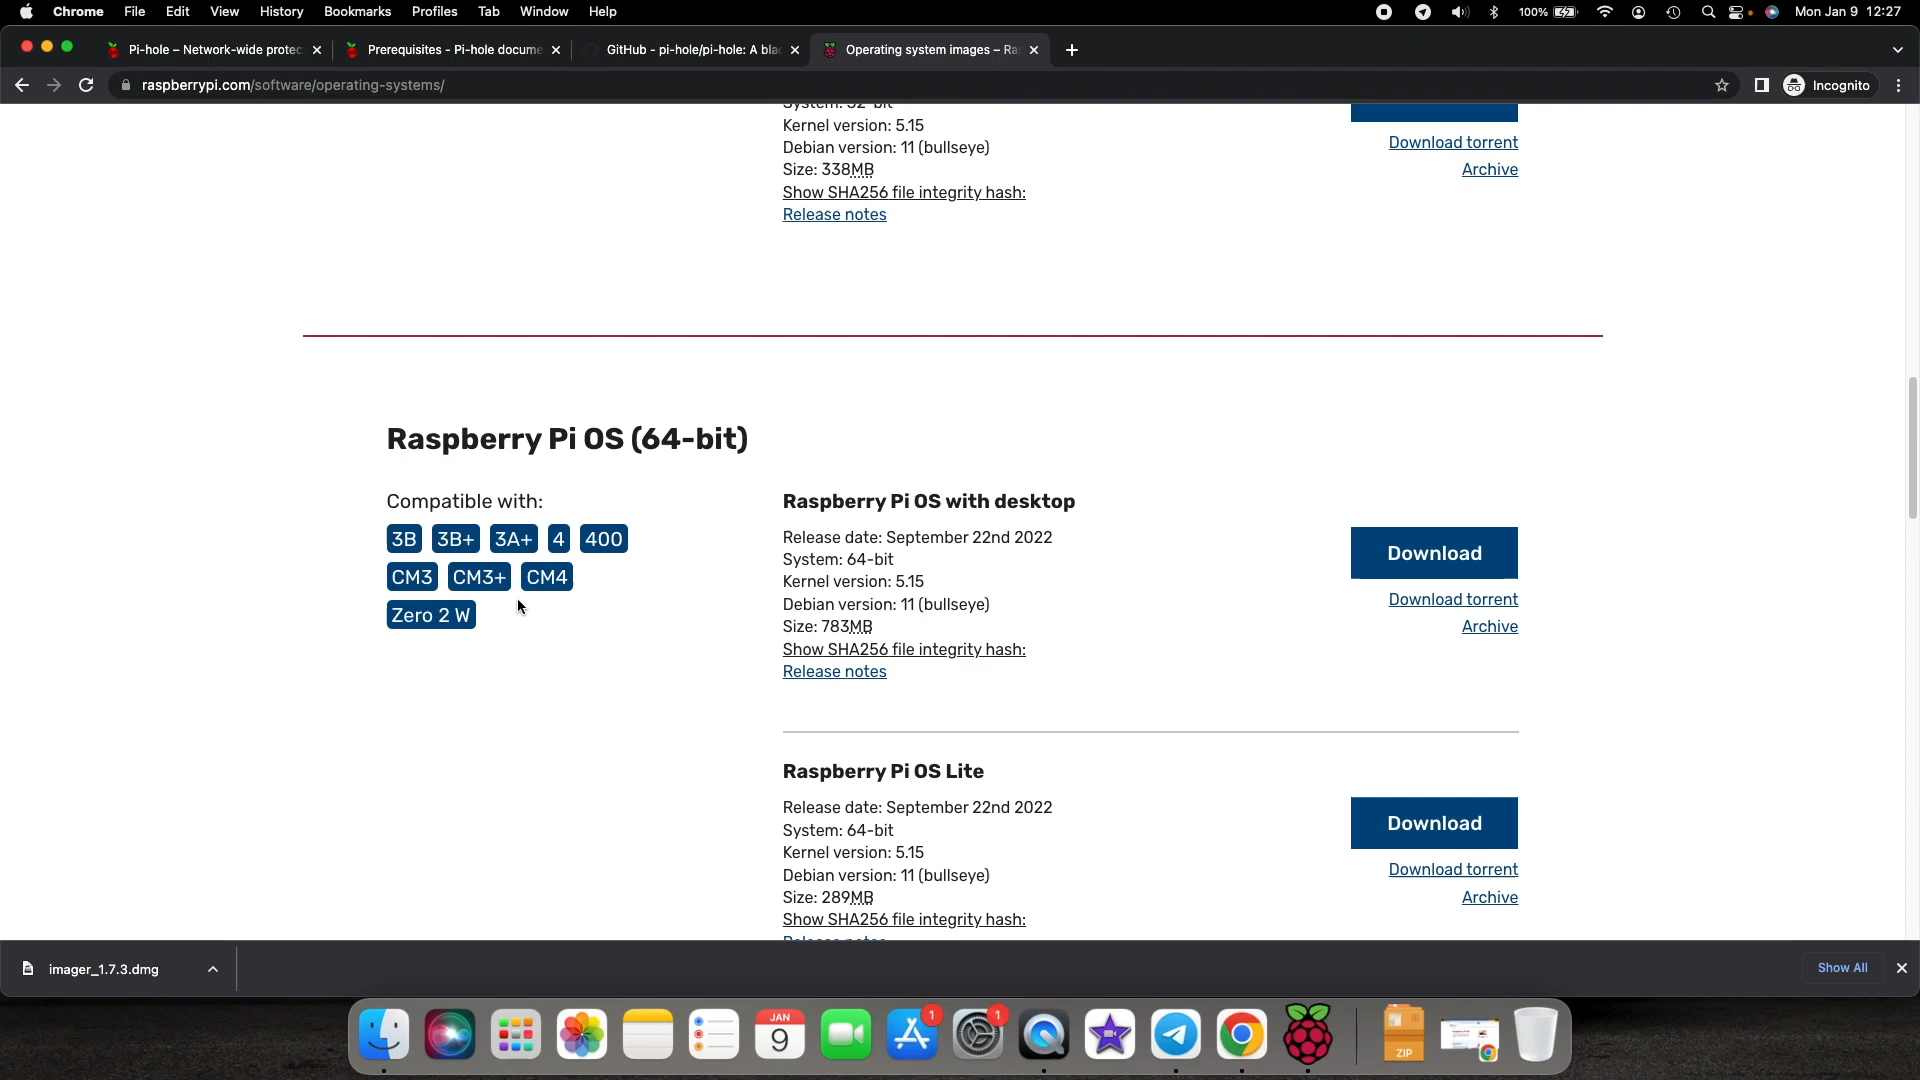 Chrome File Edit View History Bookmarks Profiles Tab Window Help 100% Mon Jan 9 12:27
Pi-hole – Network-wide protec Prerequisites - Pi-hole docume GitHub - pi-hole/pi-hole: A bla Operating system images – Ra
raspberrypi.com/software/operating-systems/ Incognito
System: 32-bit
Kernel version: 5.15
Debian version: 11 (bullseye)
Size: 338MB
Show SHA256 file integrity hash:
Release notes
Download torrent
Archive
Raspberry Pi OS (64-bit)
Compatible with:
3B 3B+ 3A+ 4 400
CM3 CM3+ CM4
Zero 2 W
Raspberry Pi OS with desktop
Release date: September 22nd 2022
System: 64-bit
Kernel version: 5.15
Debian version: 11 (bullseye)
Size: 783MB
Show SHA256 file integrity hash:
Release notes
Download
Download torrent
Archive
Raspberry Pi OS Lite
Release date: September 22nd 2022
System: 64-bit
Kernel version: 5.15
Debian version: 11 (bullseye)
Size: 289MB
Show SHA256 file integrity hash:
Release notes
Download
Download torrent
Archive
imager_1.7.3.dmg Show All
JAN
9
1
1
ZIP